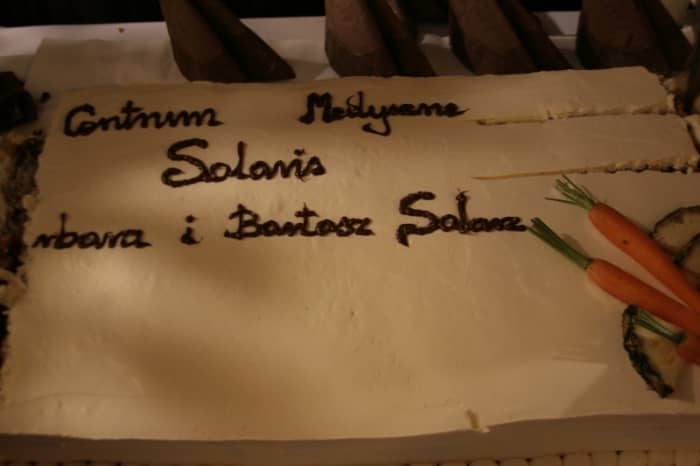 Centrum Medyczne
Solaris
rbara i Bartosz Solarz